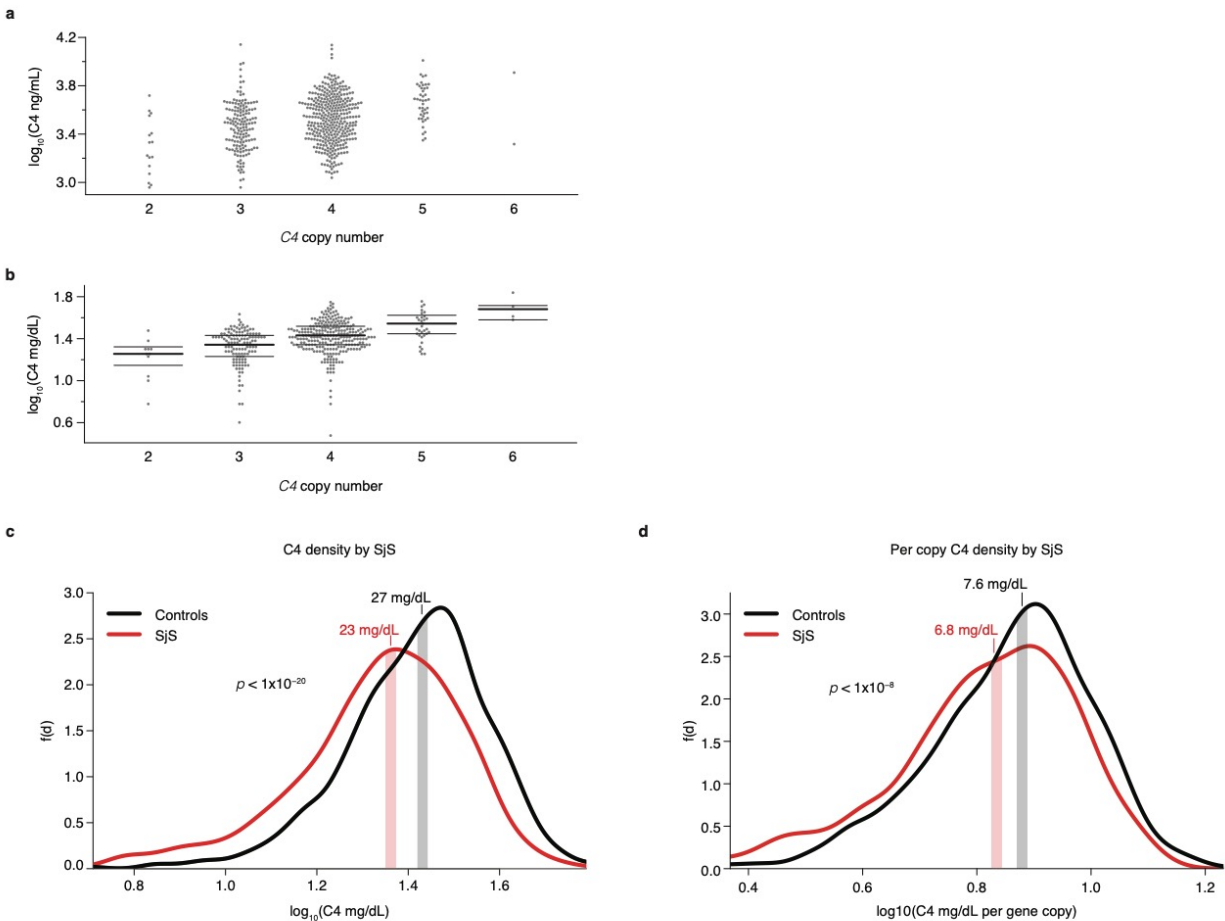 a
4.2
3.8
3.4
3.0
log10(C4 ng/mL)
2 3 4 5 6
C4 copy number
b
1.8
1.4
1.0
0.6
log10(C4 mg/dL)
2 3 4 5 6
C4 copy number
c
C4 density by SjS
3.0
2.5
2.0
1.5
1.0
0.5
0.0
f(d)
Controls
SjS
27 mg/dL
23 mg/dL
p < 1x10⁻²⁰
0.8 1.0 1.2 1.4 1.6
log10(C4 mg/dL)
d
Per copy C4 density by SjS
3.0
2.5
2.0
1.5
1.0
0.5
0.0
f(d)
Controls
SjS
7.6 mg/dL
6.8 mg/dL
p < 1x10⁻⁸
0.4 0.6 0.8 1.0 1.2
log10(C4 mg/dL per gene copy)